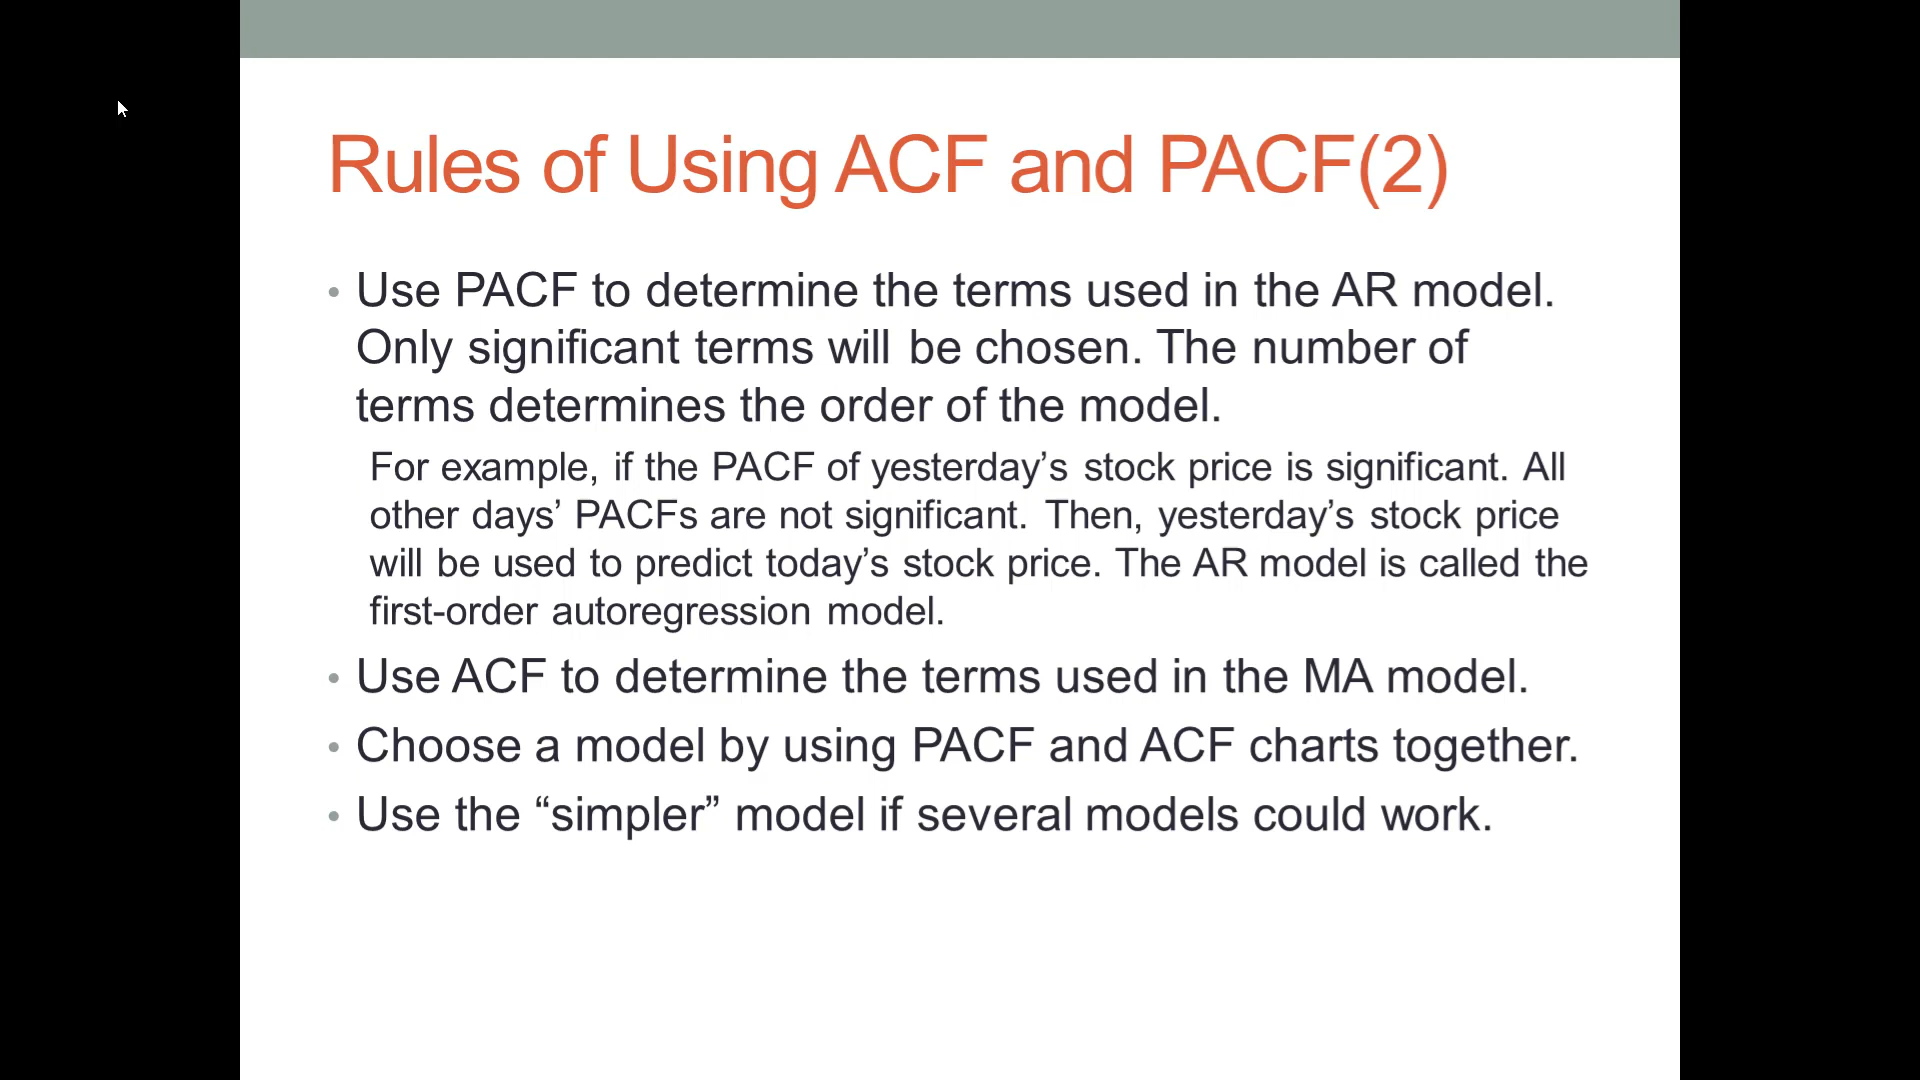 Rules of Using ACF and PACF(2)
• Use PACF to determine the terms used in the AR model.
Only significant terms will be chosen. The number of
terms determines the order of the model.
For example, if the PACF of yesterday’s stock price is significant. All
other days’ PACFs are not significant. Then, yesterday’s stock price
will be used to predict today’s stock price. The AR model is called the
first-order autoregression model.
• Use ACF to determine the terms used in the MA model.
• Choose a model by using PACF and ACF charts together.
• Use the “simpler” model if several models could work.